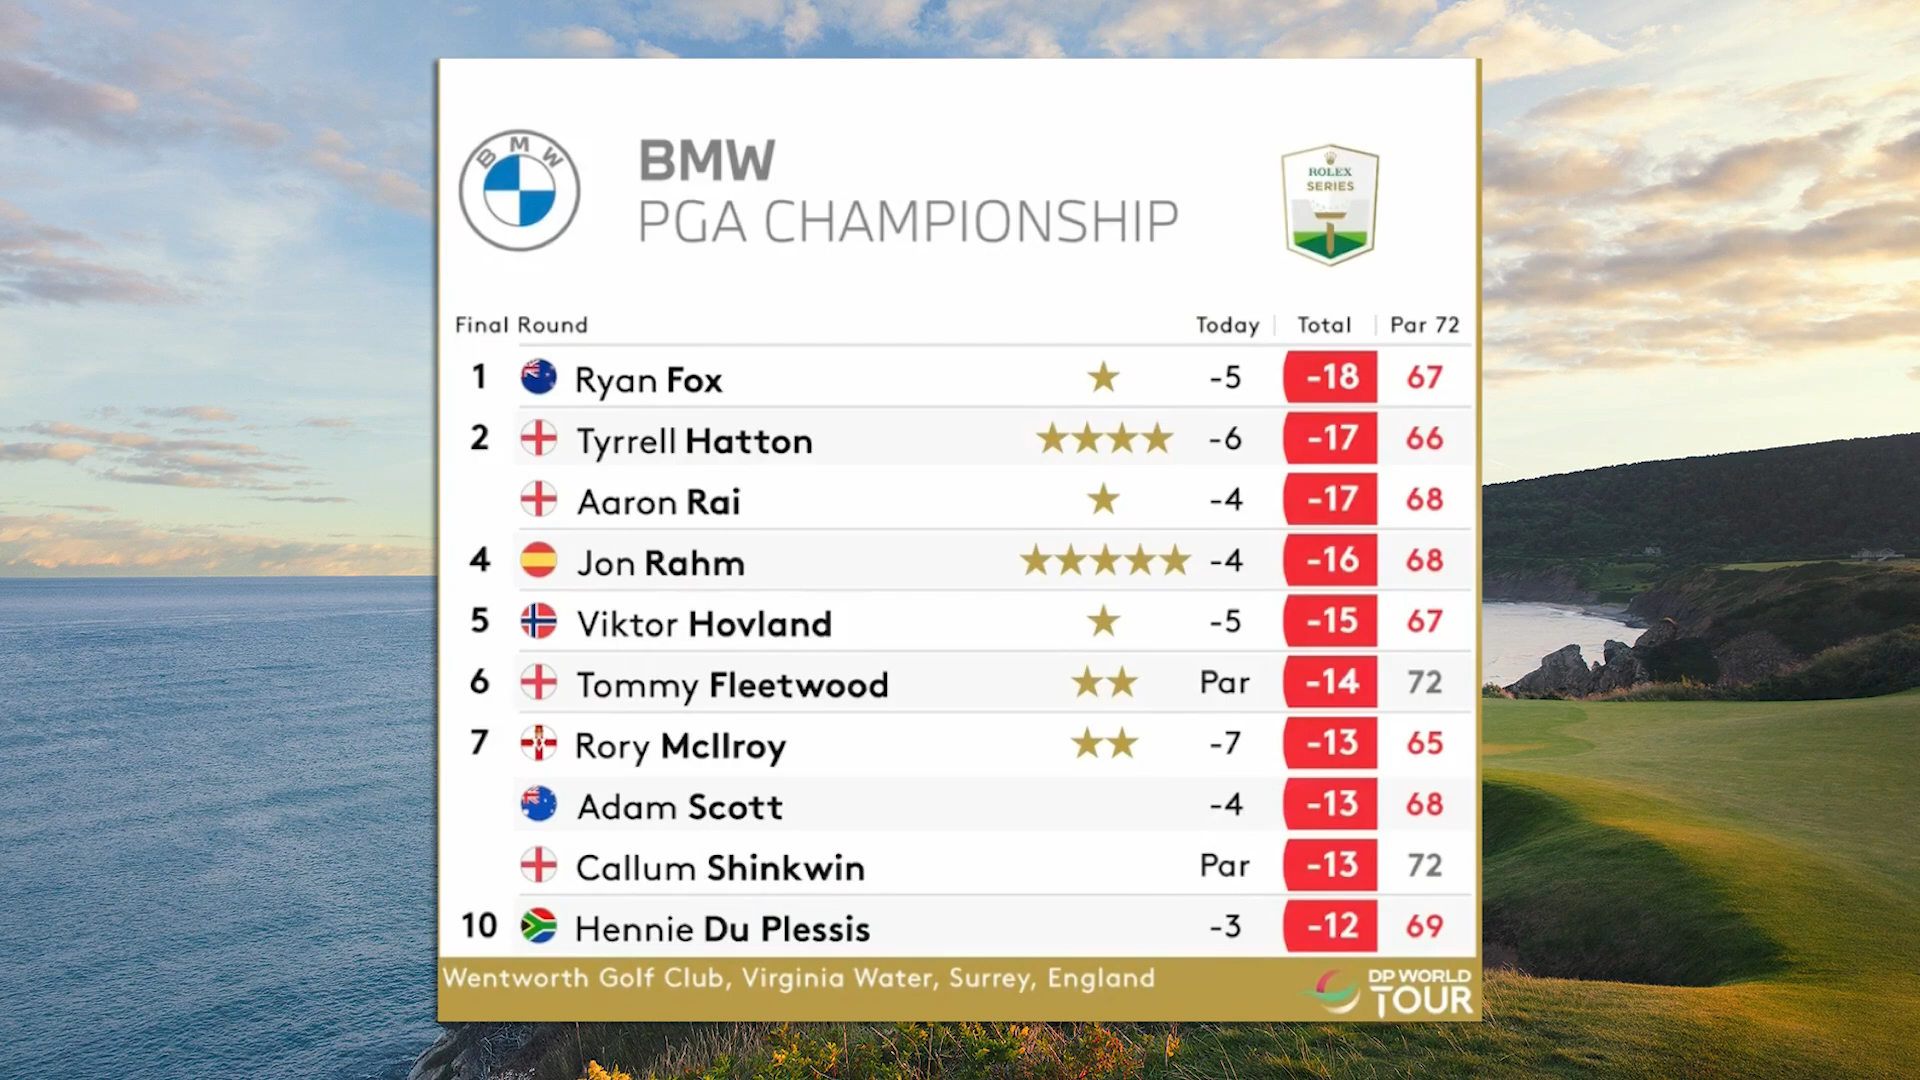 BMW
BMW
PGA CHAMPIONSHIP
ROLEX
SERIES
Final Round Today Total Par 72
1 Ryan Fox -5 -18 67
2 Tyrrell Hatton -6 -17 66
Aaron Rai -4 -17 68
4 Jon Rahm -4 -16 68
5 Viktor Hovland -5 -15 67
6 Tommy Fleetwood Par -14 72
7 Rory McIlroy -7 -13 65
Adam Scott -4 -13 68
Callum Shinkwin Par -13 72
10 Hennie Du Plessis -3 -12 69
Wentworth Golf Club, Virginia Water, Surrey, England
DP WORLD
TOUR